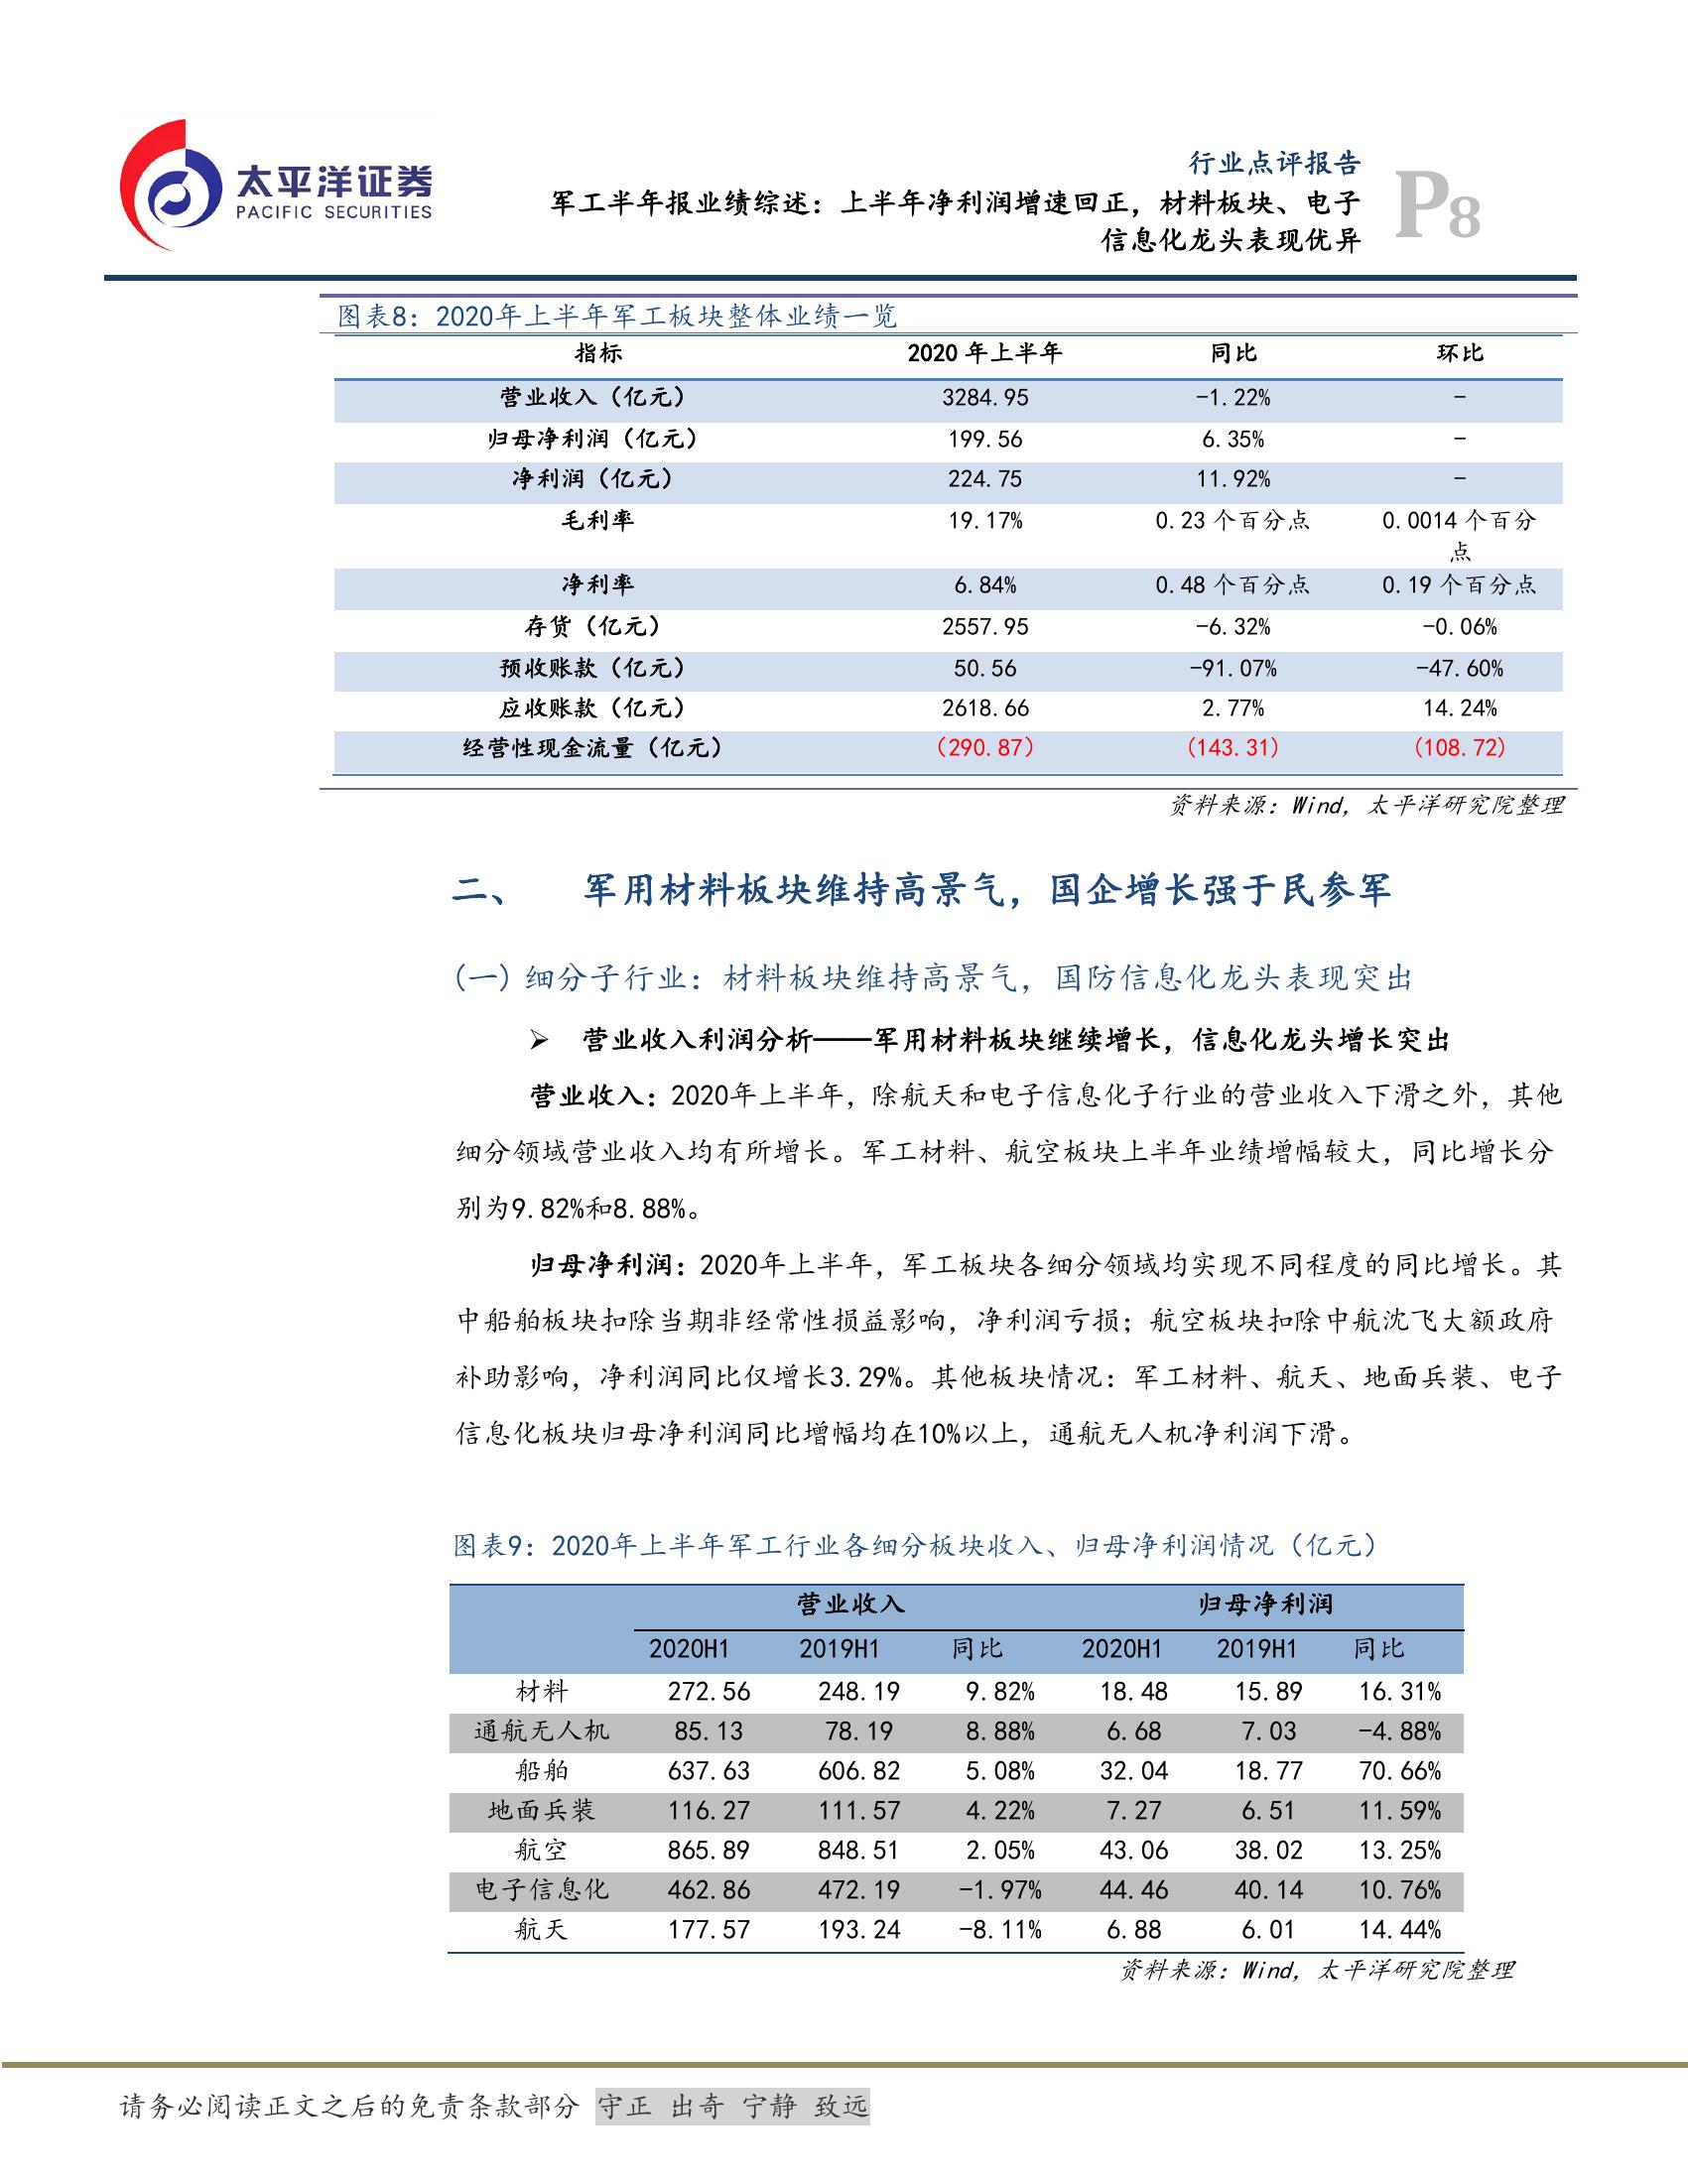 太平洋证券
PACIFIC SECURITIES
行业点评报告
军工半年报业绩综述：上半年净利润增速回正，材料板块、电子
信息化龙头表现优异
P8
图表8：2020年上半年军工板块整体业绩一览
指标 2020 年上半年 同比 环比
营业收入（亿元） 3284.95 -1.22% -
归母净利润（亿元） 199.56 6.35% -
净利润（亿元） 224.75 11.92% -
毛利率 19.17% 0.23 个百分点 0.0014 个百分
点
净利率 6.84% 0.48 个百分点 0.19 个百分点
存货（亿元） 2557.95 -6.32% -0.06%
预收账款（亿元） 50.56 -91.07% -47.60%
应收账款（亿元） 2618.66 2.77% 14.24%
经营性现金流量（亿元） (290.87) (143.31) (108.72)
资料来源：Wind，太平洋研究院整理
二、 军用材料板块维持高景气，国企增长强于民参军
(一) 细分子行业：材料板块维持高景气，国防信息化龙头表现突出
➢ 营业收入利润分析——军用材料板块继续增长，信息化龙头增长突出
营业收入：2020年上半年，除航天和电子信息化子行业的营业收入下滑之外，其他
细分领域营业收入均有所增长。军工材料、航空板块上半年业绩增幅较大，同比增长分
别为9.82%和8.88%。
归母净利润：2020年上半年，军工板块各细分领域均实现不同程度的同比增长。其
中船舶板块扣除当期非经常性损益影响，净利润亏损；航空板块扣除中航沈飞大额政府
补助影响，净利润同比仅增长3.29%。其他板块情况：军工材料、航天、地面兵装、电子
信息化板块归母净利润同比增幅均在10%以上，通航无人机净利润下滑。
图表9：2020年上半年军工行业各细分板块收入、归母净利润情况（亿元）
营业收入 归母净利润
2020H1 2019H1 同比 2020H1 2019H1 同比
材料 272.56 248.19 9.82% 18.48 15.89 16.31%
通航无人机 85.13 78.19 8.88% 6.68 7.03 -4.88%
船舶 637.63 606.82 5.08% 32.04 18.77 70.66%
地面兵装 116.27 111.57 4.22% 7.27 6.51 11.59%
航空 865.89 848.51 2.05% 43.06 38.02 13.25%
电子信息化 462.86 472.19 -1.97% 44.46 40.14 10.76%
航天 177.57 193.24 -8.11% 6.88 6.01 14.44%
资料来源：Wind，太平洋研究院整理
请务必阅读正文之后的免责条款部分 守正 出奇 宁静 致远